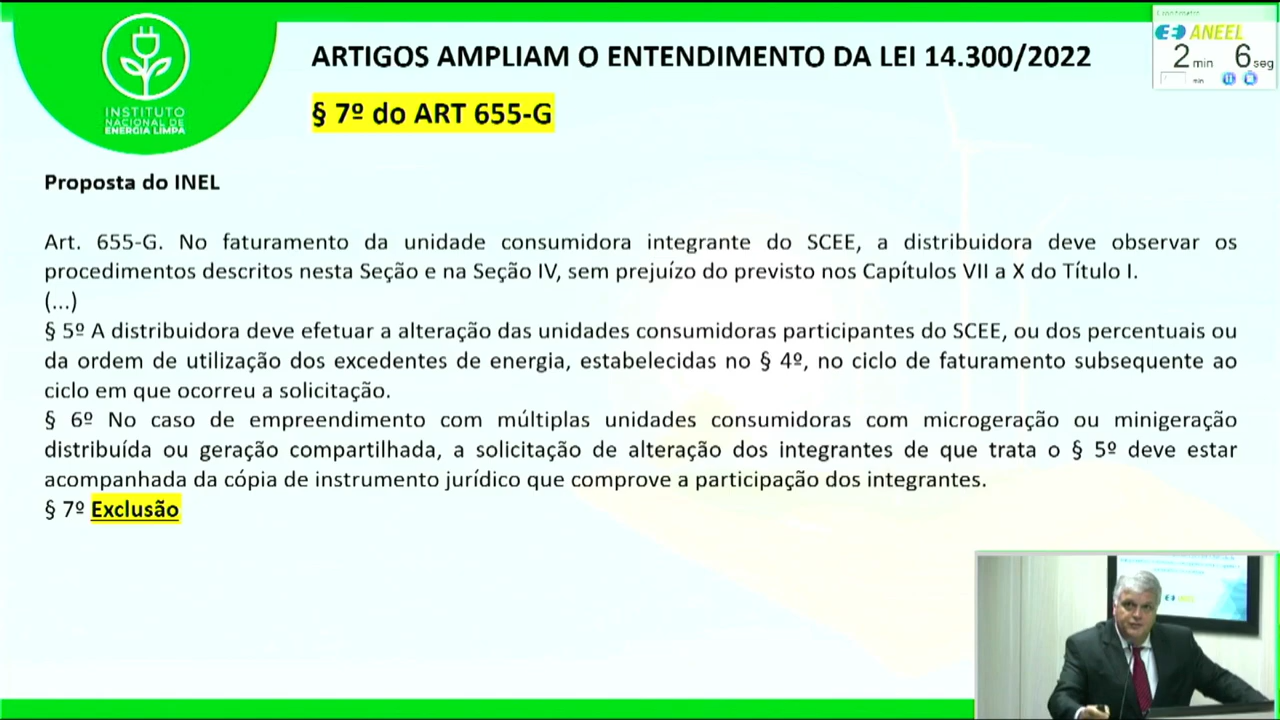 ARTIGOS AMPLIAM O ENTENDIMENTO DA LEI 14.300/2022
ANEEL
2 min 6 seg
min
§ 7º do ART 655-G
INSTITUTO
NACIONAL DE
ENERGIA LIMPA
Proposta do INEL
Art. 655-G. No faturamento da unidade consumidora integrante do SCEE, a distribuidora deve observar os
procedimentos descritos nesta Seção e na Seção IV, sem prejuízo do previsto nos Capítulos VII a X do Título I.
(...)
§ 5º A distribuidora deve efetuar a alteração das unidades consumidoras participantes do SCEE, ou dos percentuais ou
da ordem de utilização dos excedentes de energia, estabelecidas no § 4º, no ciclo de faturamento subsequente ao
ciclo em que ocorreu a solicitação.
§ 6º No caso de empreendimento com múltiplas unidades consumidoras com microgeração ou minigeração
distribuída ou geração compartilhada, a solicitação de alteração dos integrantes de que trata o § 5º deve estar
acompanhada da cópia de instrumento jurídico que comprove a participação dos integrantes.
§ 7º Exclusão